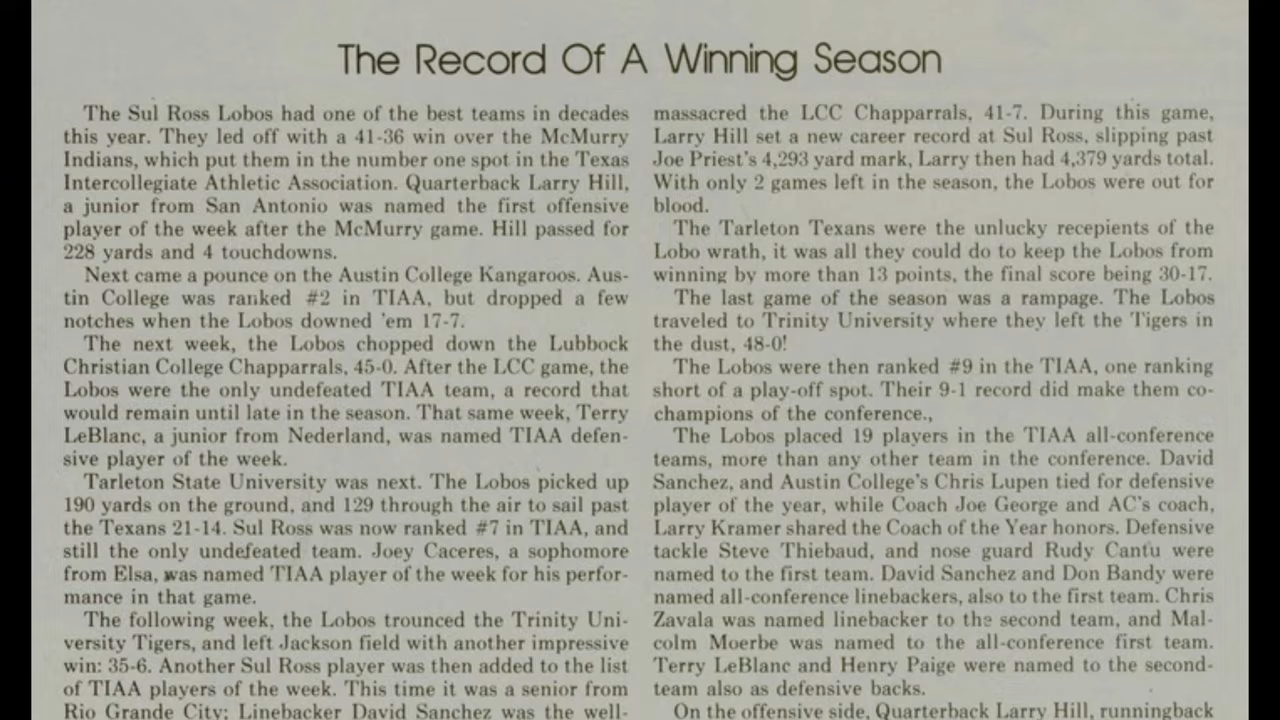 The Record Of A Winning Season
The Sul Ross Lobos had one of the best teams in decades
this year. They led off with a 41-36 win over the McMurry
Indians, which put them in the number one spot in the Texas
Intercollegiate Athletic Association. Quarterback Larry Hill,
a junior from San Antonio was named the first offensive
player of the week after the McMurry game. Hill passed for
228 yards and 4 touchdowns.
Next came a pounce on the Austin College Kangaroos. Aus-
tin College was ranked #2 in TIAA, but dropped a few
notches when the Lobos downed 'em 17-7.
The next week, the Lobos chopped down the Lubbock
Christian College Chapparrals, 45-0. After the LCC game, the
Lobos were the only undefeated TIAA team, a record that
would remain until late in the season. That same week, Terry
LeBlanc, a junior from Nederland, was named TIAA defen-
sive player of the week.
Tarleton State University was next. The Lobos picked up
190 yards on the ground, and 129 through the air to sail past
the Texans 21-14. Sul Ross was now ranked #7 in TIAA, and
still the only undefeated team. Joey Caceres, a sophomore
from Elsa, was named TIAA player of the week for his perfor-
mance in that game.
The following week, the Lobos trounced the Trinity Uni-
versity Tigers, and left Jackson field with another impressive
win: 35-6. Another Sul Ross player was then added to the list
of TIAA players of the week. This time it was a senior from
Rio Grande City; Linebacker David Sanchez was the well-
massacred the LCC Chapparrals, 41-7. During this game,
Larry Hill set a new career record at Sul Ross, slipping past
Joe Priest's 4,293 yard mark, Larry then had 4,379 yards total.
With only 2 games left in the season, the Lobos were out for
blood.
The Tarleton Texans were the unlucky recepients of the
Lobo wrath, it was all they could do to keep the Lobos from
winning by more than 13 points, the final score being 30-17.
The last game of the season was a rampage. The Lobos
traveled to Trinity University where they left the Tigers in
the dust, 48-0!
The Lobos were then ranked #9 in the TIAA, one ranking
short of a play-off spot. Their 9-1 record did make them co-
champions of the conference.,
The Lobos placed 19 players in the TIAA all-conference
teams, more than any other team in the conference. David
Sanchez, and Austin College's Chris Lupen tied for defensive
player of the year, while Coach Joe George and AC's coach,
Larry Kramer shared the Coach of the Year honors. Defensive
tackle Steve Thiebaud, and nose guard Rudy Cantu were
named to the first team. David Sanchez and Don Bandy were
named all-conference linebackers, also to the first team. Chris
Zavala was named linebacker to the second team, and Mal-
colm Moerbe was named to the all-conference first team.
Terry LeBlanc and Henry Paige were named to the second-
team also as defensive backs.
On the offensive side, Quarterback Larry Hill, runningback